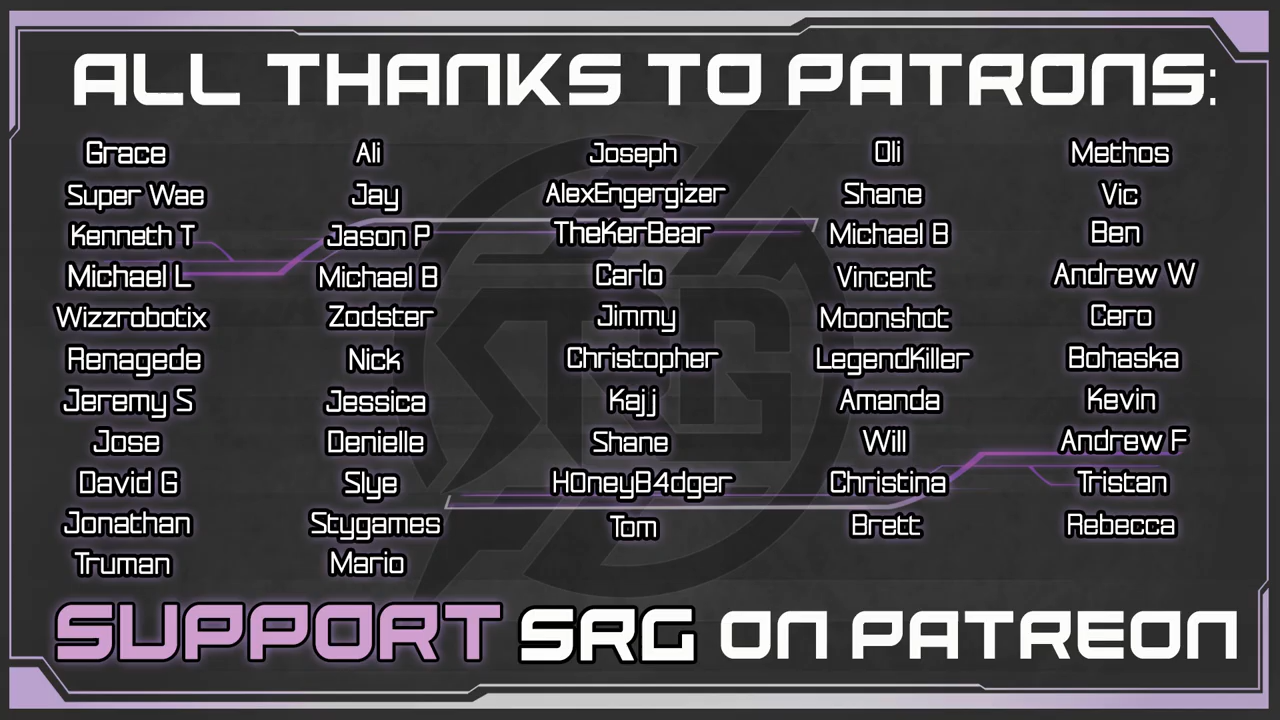 ALL THANKS TO PATRONS:
Grace Ali Joseph Oli Methos
Super Wae Jay AlexEngergizer Shane Vic
Kenneth T Jason P TheKerBear Michael B Ben
Michael L Michael B Carlo Vincent Andrew W
Wizzrobotix Zodster Jimmy Moonshot Cero
Renagede Nick Christopher LegendKiller Bohaska
Jeremy S Jessica Kajj Amanda Kevin
Jose Denielle Shane Will Andrew F
David G Slye H0neyB4dger Christina Tristan
Jonathan Stygames Tom Brett Rebecca
Truman Mario
SUPPORT SRG ON PATREON